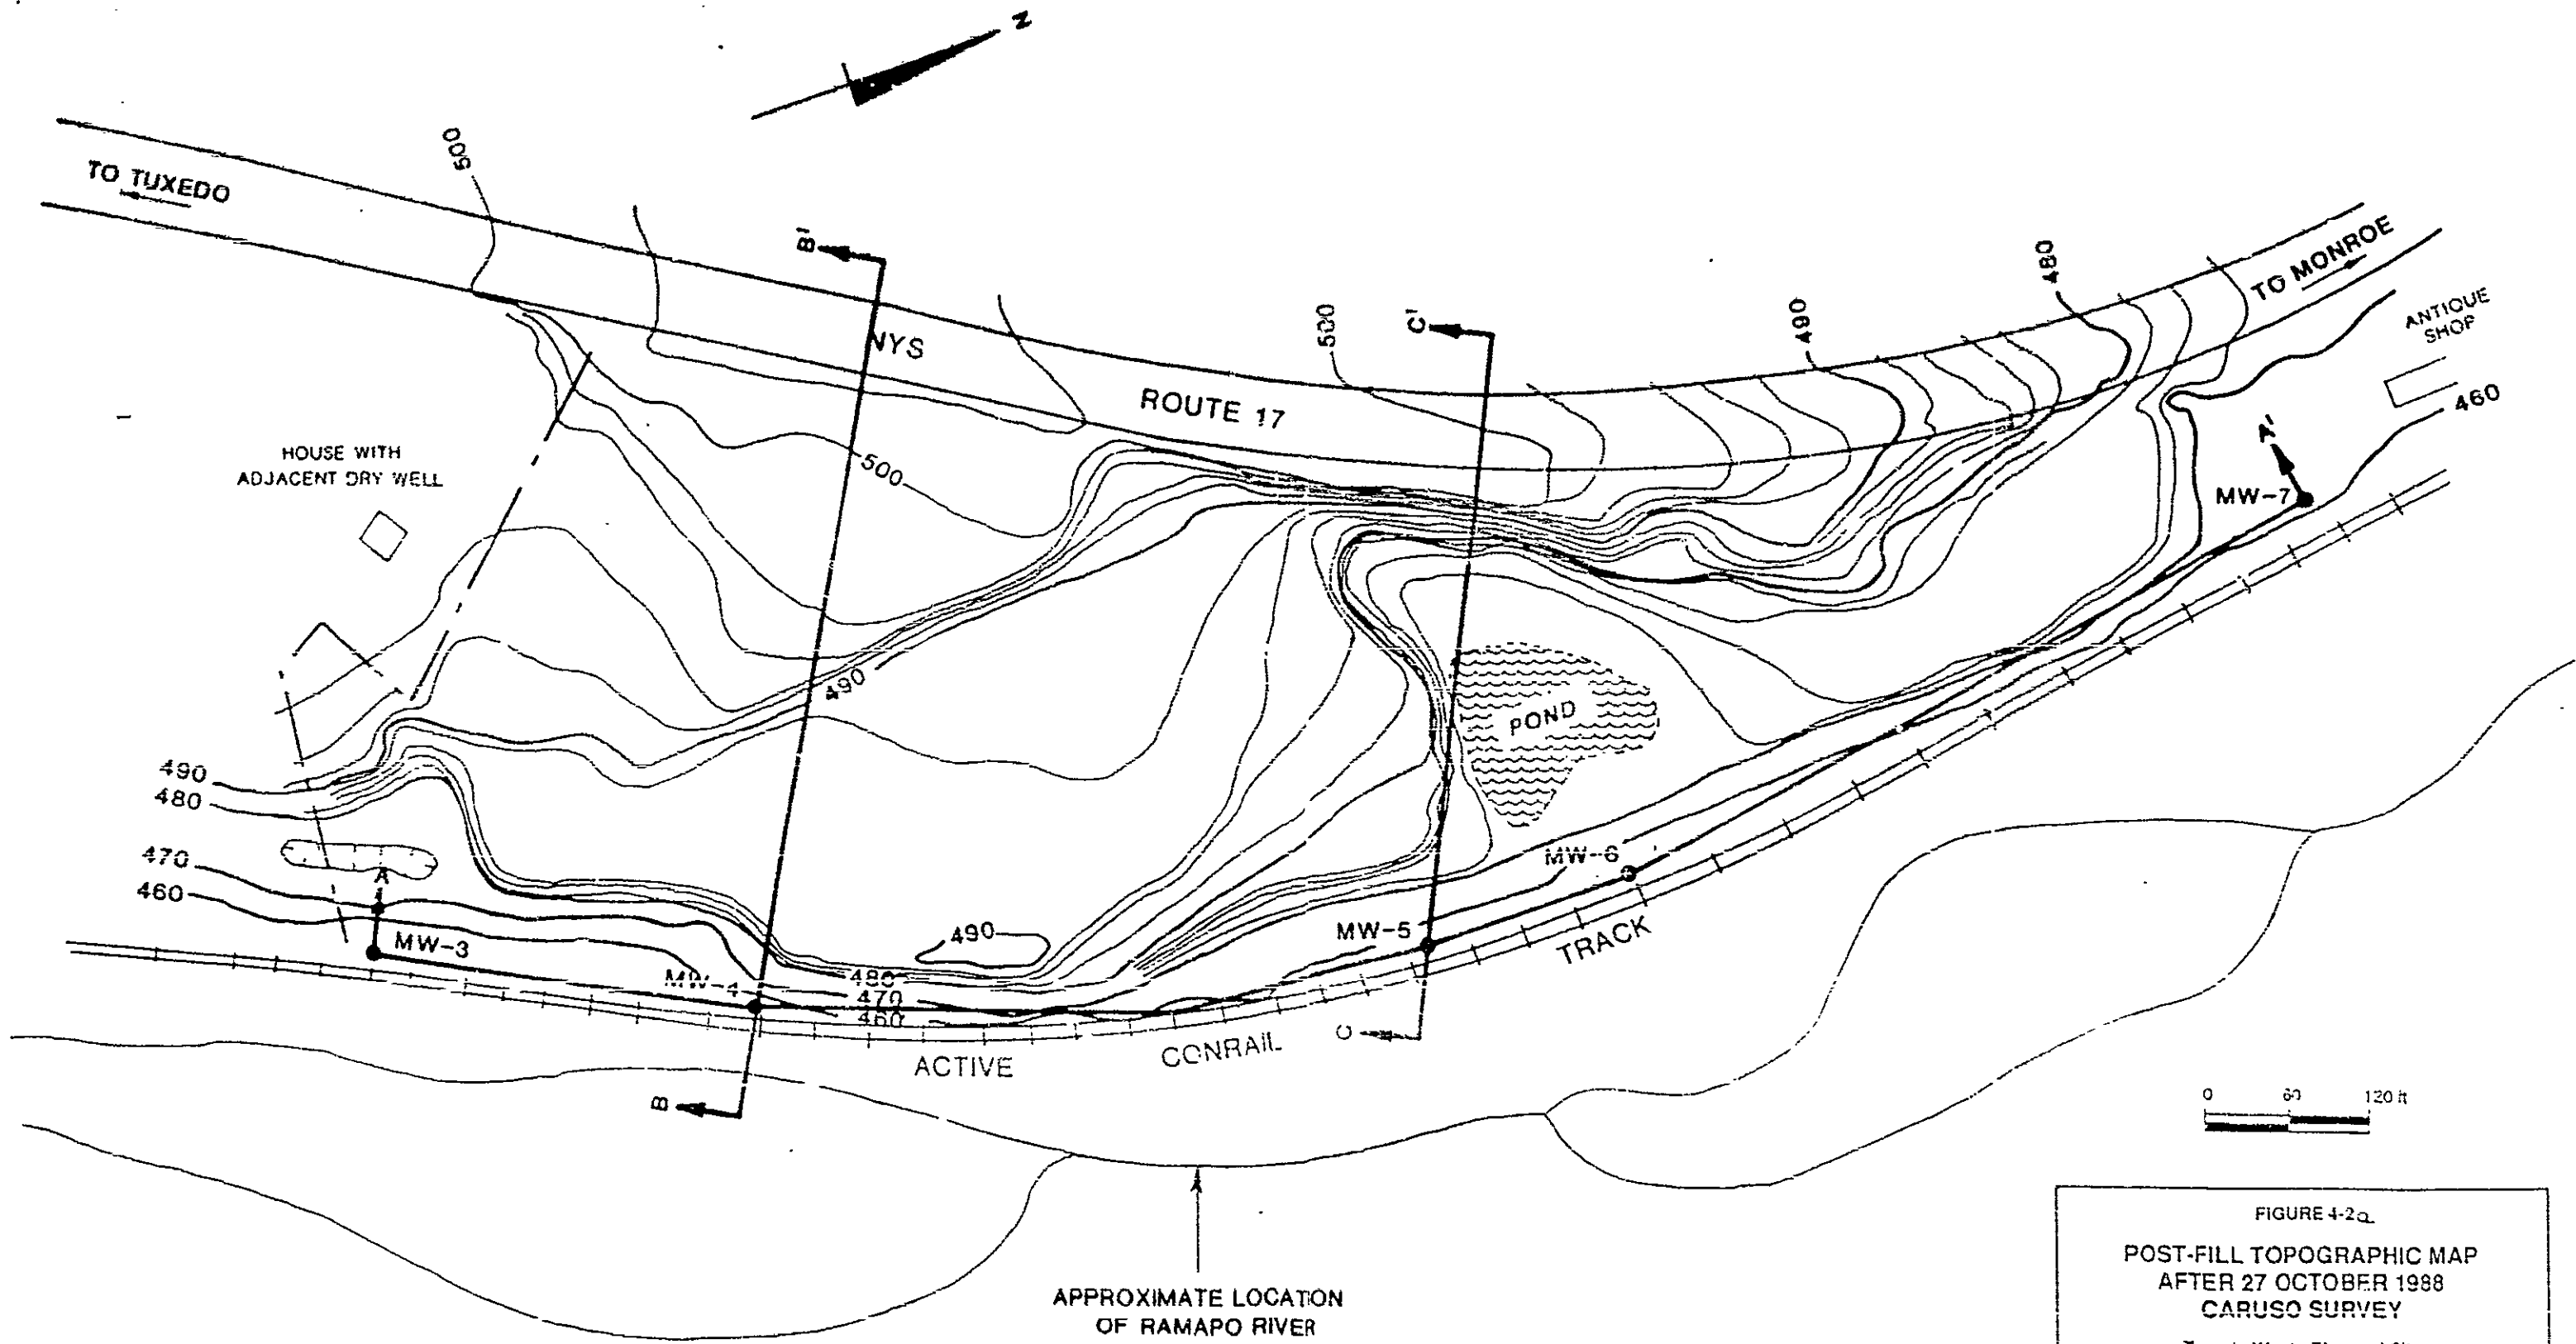 N
500
TO TUXEDO
B'
NYS
ROUTE 17
500
C'
490
480
TO MONROE
ANTIQUE
SHOP
460
A'
MW-7
HOUSE WITH
ADJACENT DRY WELL
500
490
POND
490
480
470
460
A
MW-3
MW-4
490
480
470
460
MW-5
MW-6
TRACK
CONRAIL
ACTIVE
C
B
0 60 120 ft
APPROXIMATE LOCATION
OF RAMAPO RIVER
FIGURE 4-2a
POST-FILL TOPOGRAPHIC MAP
AFTER 27 OCTOBER 1988
CARUSO SURVEY